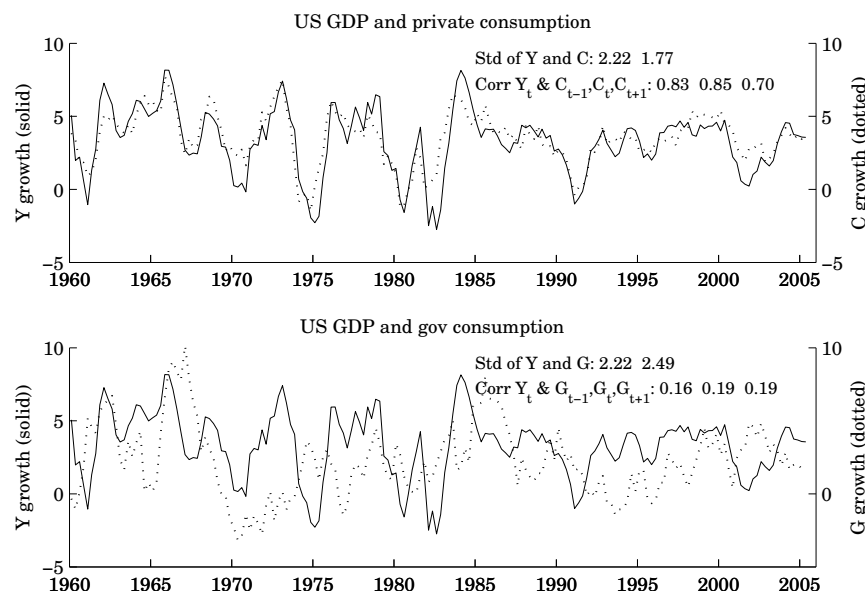 US GDP and private consumption
10
10
Std of Y and C: 2.22 1.77
Corr Y_t & C_{t−1},C_t,C_{t+1}: 0.83 0.85 0.70
Y growth (solid)
C growth (dotted)
5
5
0
0
−5
−5
1960 1965 1970 1975 1980 1985 1990 1995 2000 2005
US GDP and gov consumption
10
10
Std of Y and G: 2.22 2.49
Corr Y_t & G_{t−1},G_t,G_{t+1}: 0.16 0.19 0.19
Y growth (solid))
G growth (dotted)
5
0
0
−5
1960 1965 1970 1975 1980 1985 1990 1995 2000 2005